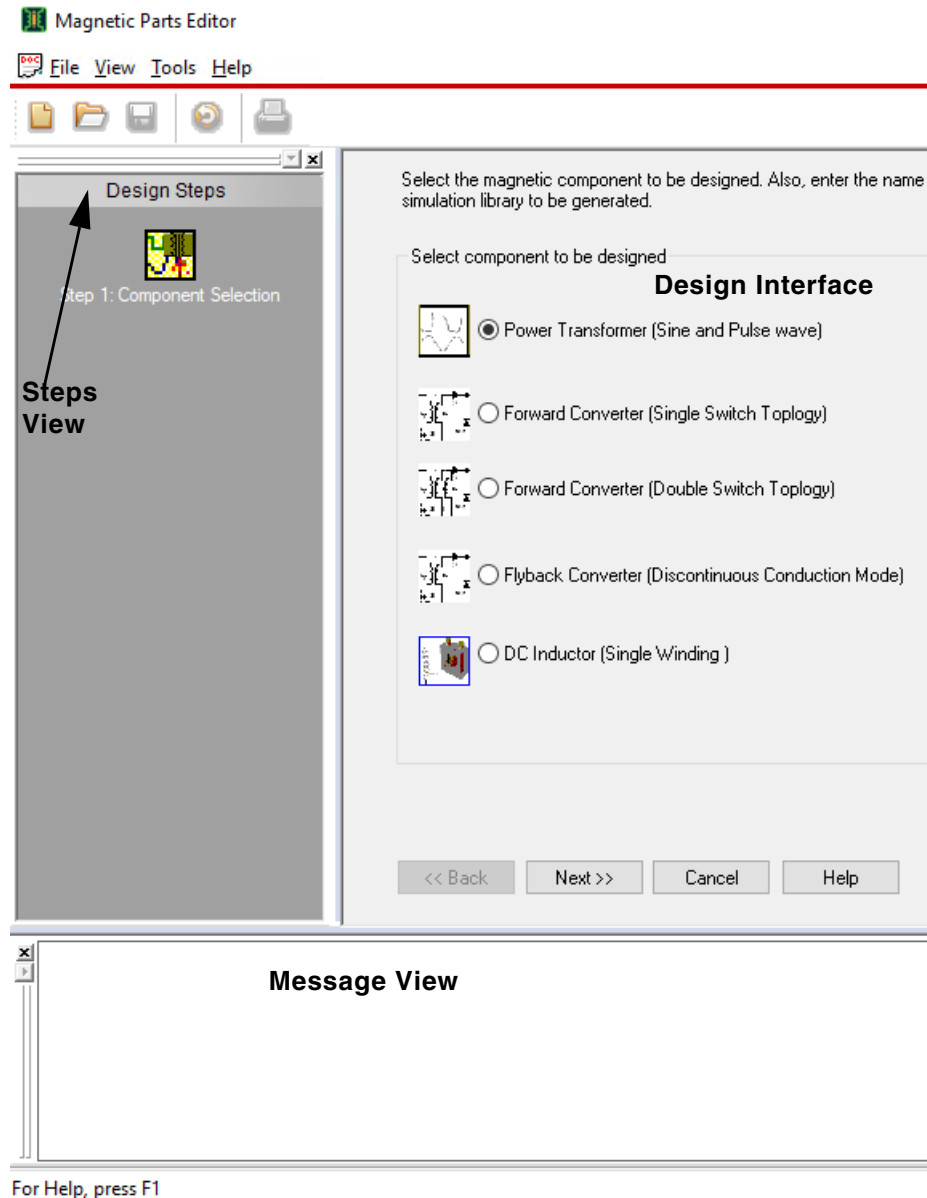 Magnetic Parts Editor
File View Tools Help
Design Steps
Step 1: Component Selection
Steps
View
Select the magnetic component to be designed. Also, enter the name
simulation library to be generated.
Select component to be designed
Design Interface
Power Transformer (Sine and Pulse wave)
Forward Converter (Single Switch Toplogy)
Forward Converter (Double Switch Toplogy)
Flyback Converter (Discontinuous Conduction Mode)
DC Inductor (Single Winding )
<< Back
Next >>
Cancel
Help
Message View
For Help, press F1